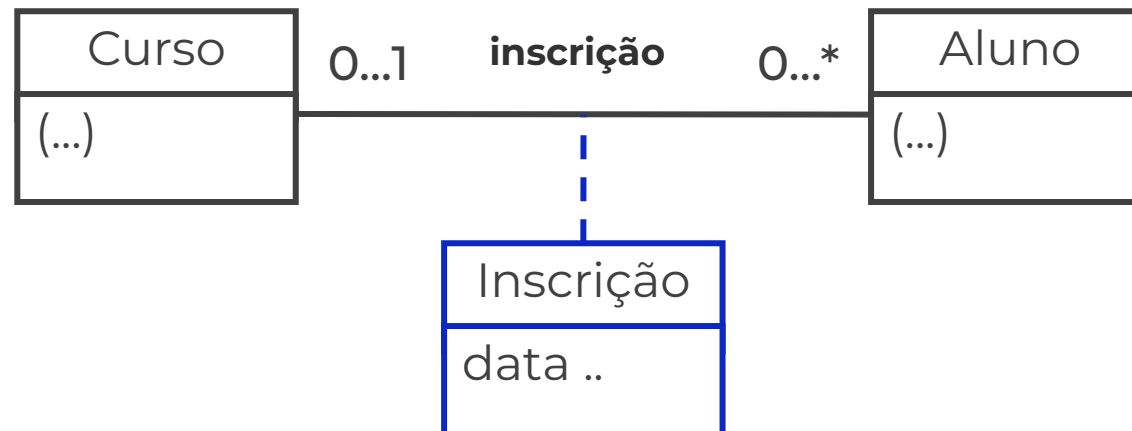 Curso
0...1
inscrição
0...*
Aluno
(...)
(...)
Inscrição
data ..